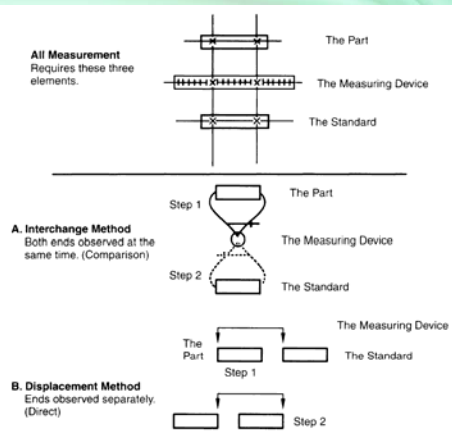 The Part
All Measurement
Requires these three
elements.
The Measuring Device
The Standard
The Part
Step 1
A. Interchange Method
Both ends observed at the
same time. (Comparison)
The Measuring Device
Step 2
The Standard
The Measuring Device
The
Part
The Standard
Step 1
B. Displacement Method
Ends observed separately.
(Direct)
Step 2